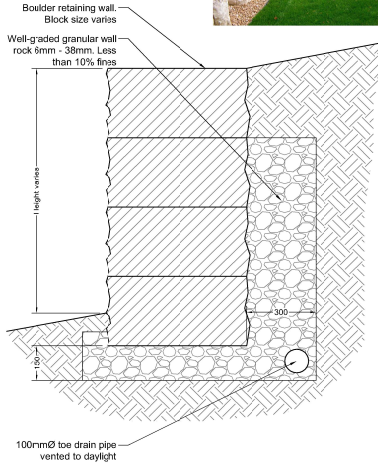 Boulder retaining wall.
Block size varies
Well-graded granular wall
rock 6mm - 38mm. Less
than 10% fines
Height varies
300
150
100mmØ toe drain pipe
vented to daylight